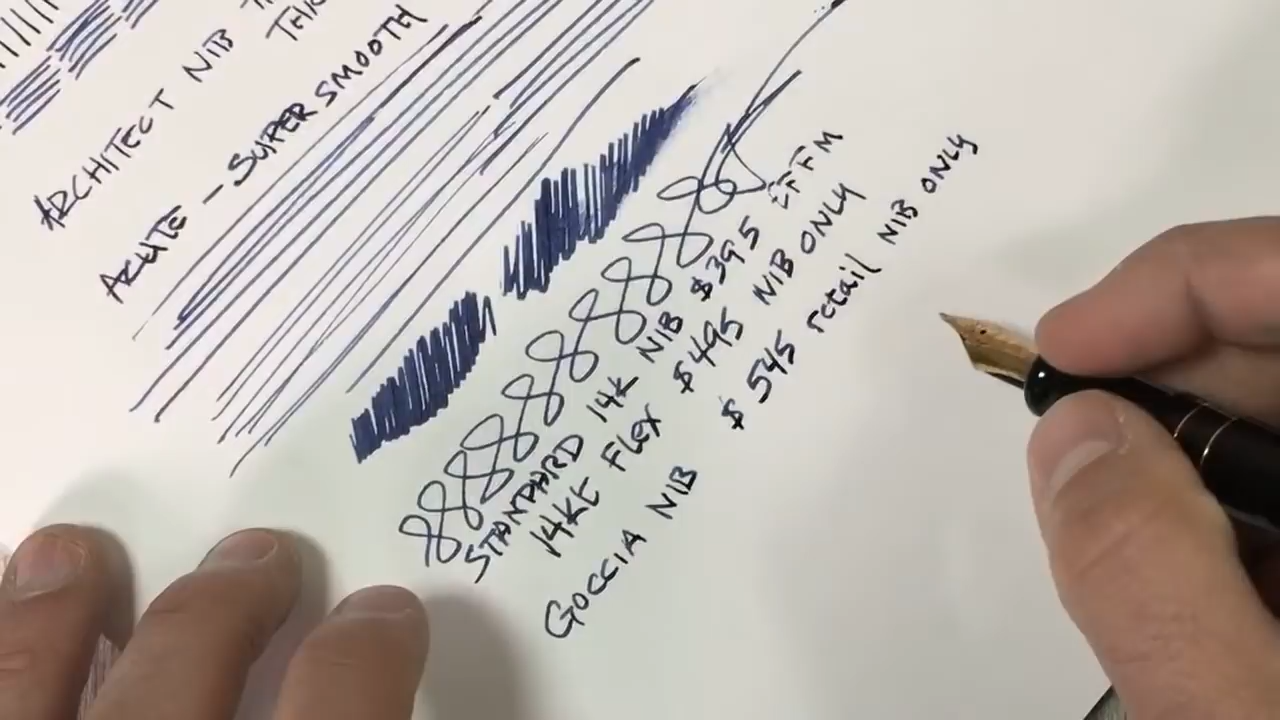 ARCHITECT NIB
ACUTE - SUPER SMOOTH
STANDARD 14K NIB $395 EFFM
14KT FLEX $495 NIB ONLY
GOCCIA NIB $545 retail NIB ONLY